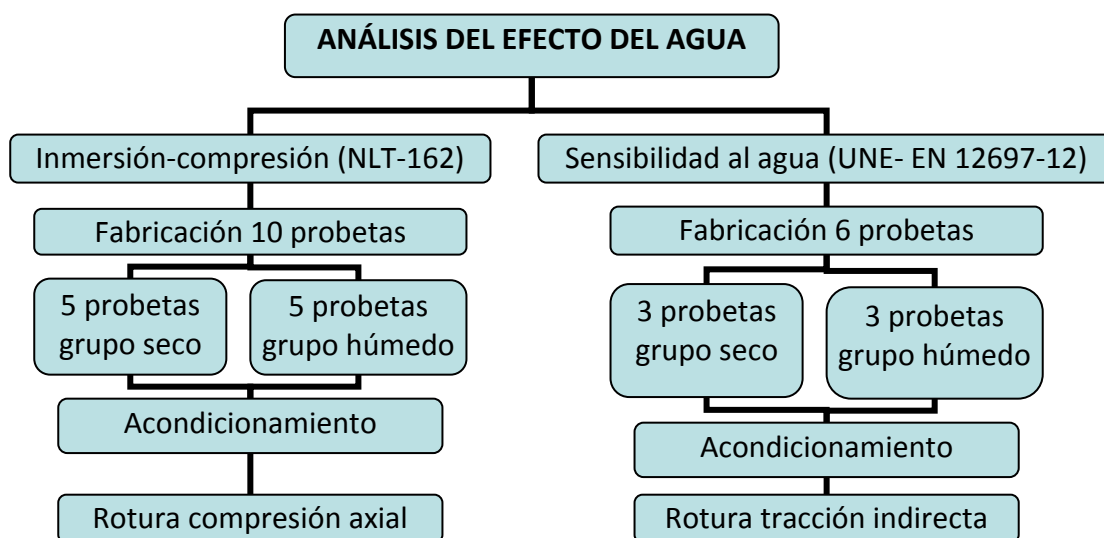 ANÁLISIS DEL EFECTO DEL AGUA
Inmersión-compresión (NLT-162)
Sensibilidad al agua (UNE- EN 12697-12)
Fabricación 10 probetas
Fabricación 6 probetas
5 probetas
grupo seco
5 probetas
grupo húmedo
3 probetas
grupo seco
3 probetas
grupo húmedo
Acondicionamiento
Acondicionamiento
Rotura compresión axial
Rotura tracción indirecta